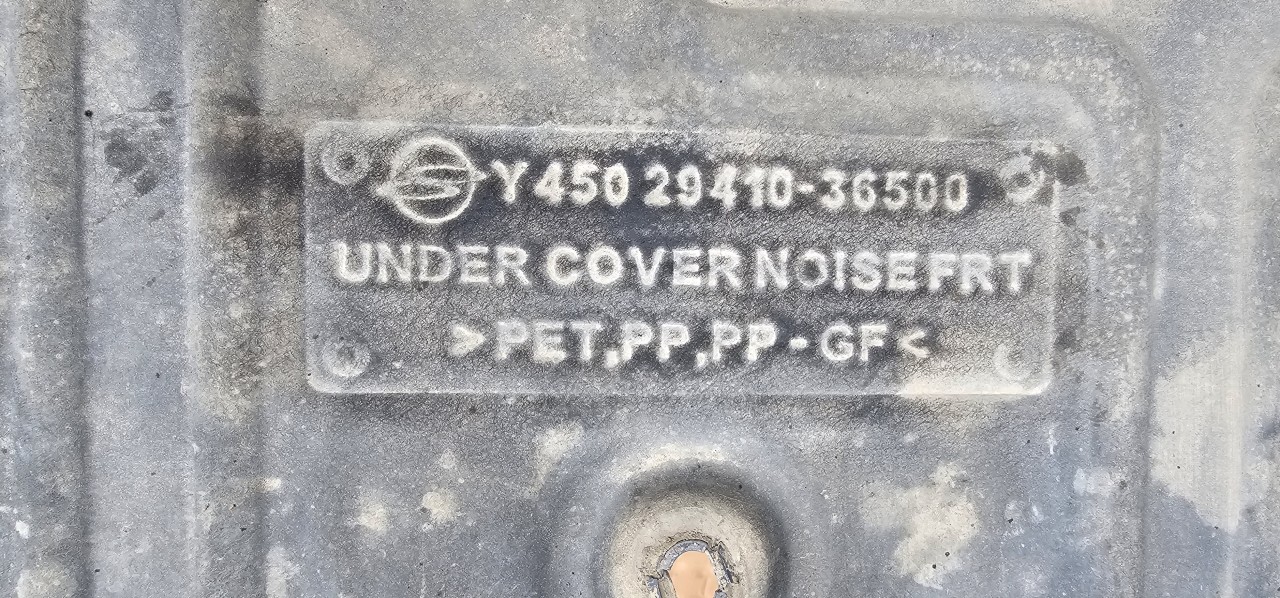 Y450 29410-36500
UNDER COVER NOISE FRT
>PET,PP,PP-GF<